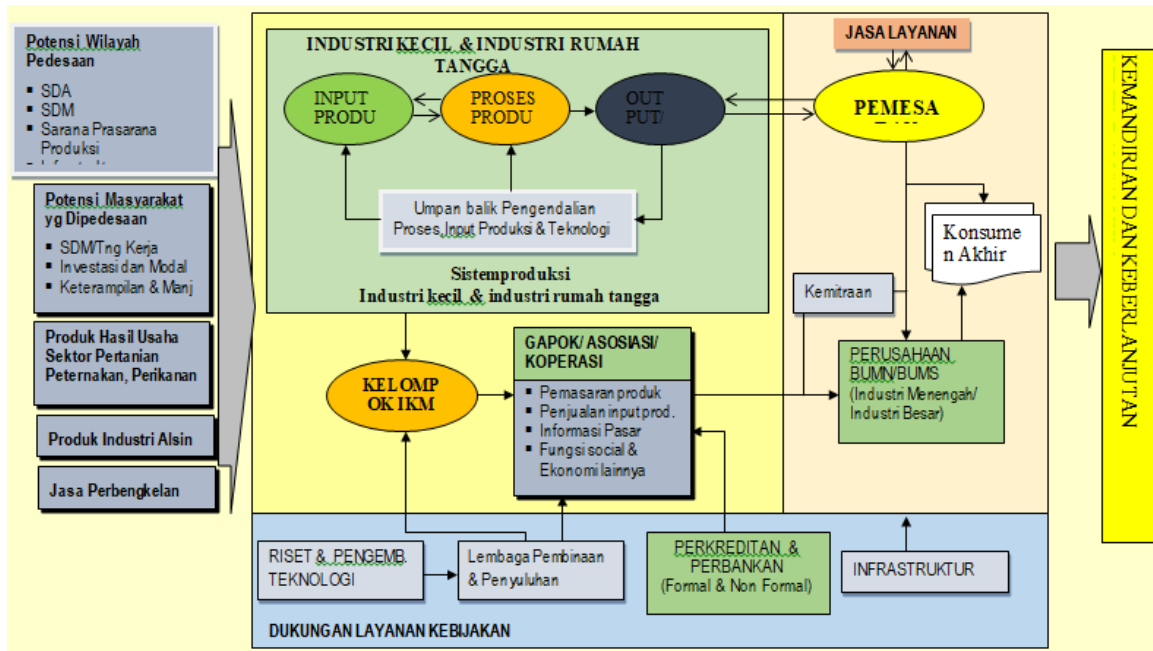 Potensi Wilayah
Pedesaan
▪ SDA
▪ SDM
▪ Sarana Prasarana
Produksi
Potensi Masyarakat
yg Dipedesaan
▪ SDM/Tng Kerja
▪ Investasi dan Modal
▪ Keterampilan & Manj
Produk Hasil Usaha
Sektor Pertanian
Peternakan, Perikanan
Produk Industri Alsin
Jasa Perbengkelan
INDUSTRI KECIL & INDUSTRI RUMAH
TANGGA
INPUT
PRODU
PROSES
PRODU
OUT
PUT/
Umpan balik Pengendalian
Proses,Input Produksi & Teknologi
Sistemproduksi
Industri kecil & industri rumah tangga
JASA LAYANAN
PEMESA
Konsume
n Akhir
Kemitraan
PERUSAHAAN
BUMN/BUMS
(Industri Menengah/
Industri Besar)
KELOMP
OK IKM
GAPOK/ ASOSIASI/
KOPERASI
▪ Pemasaran produk
▪ Penjualan input prod.
▪ Informasi Pasar
▪ Fungsi social &
Ekonomi lainnya
RISET & PENGEMB.
TEKNOLOGI
Lembaga Pembinaan
& Penyuluhan
PERKREDITAN &
PERBANKAN
(Formal & Non Formal)
INFRASTRUKTUR
DUKUNGAN LAYANAN KEBIJAKAN
KEMANDIRIAN DAN KEBERLANJUTAN